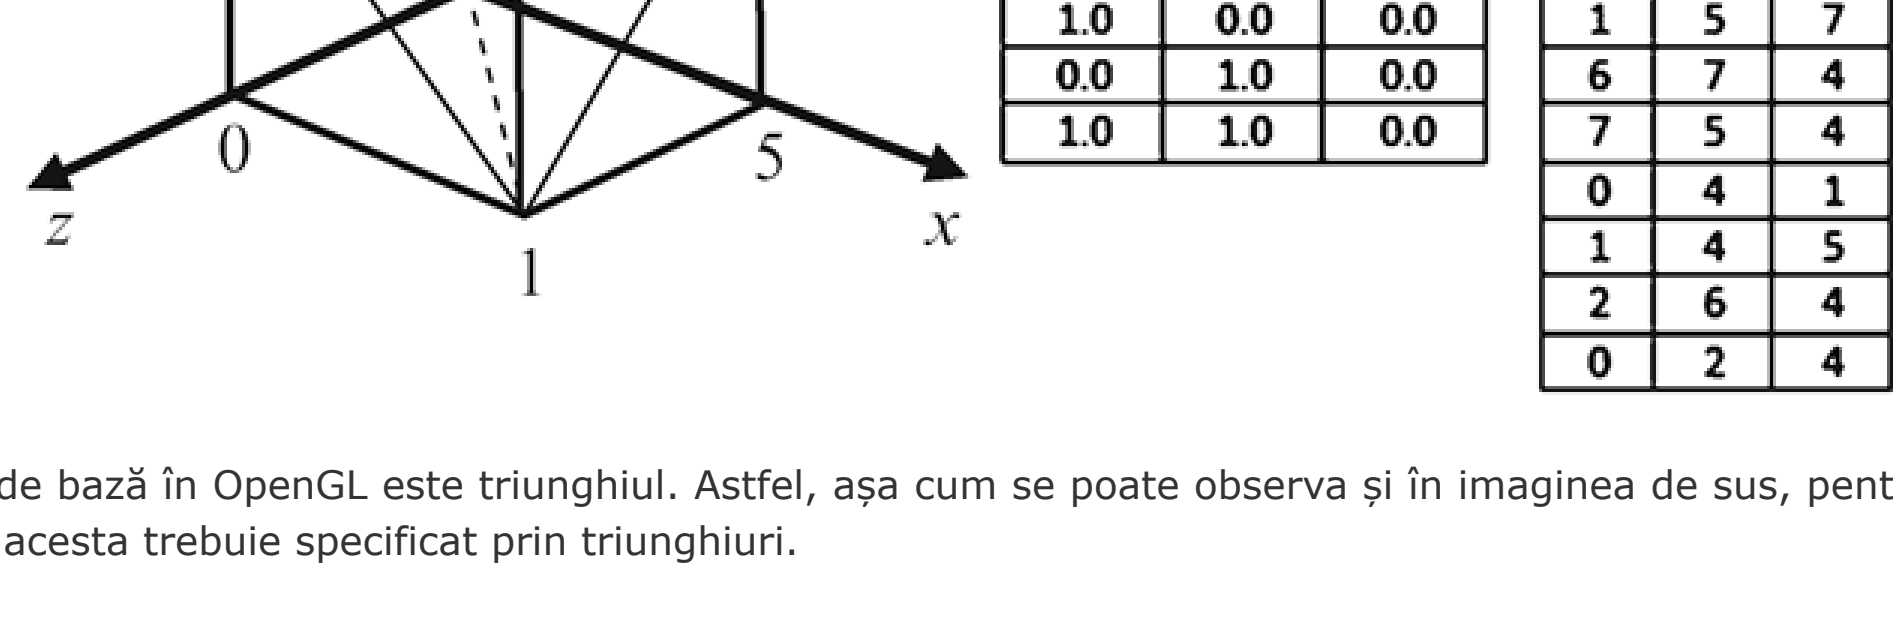 0
5
z
x
1
1.0 0.0 0.0
0.0 1.0 0.0
1.0 1.0 0.0
1 5 7
6 7 4
7 5 4
0 4 1
1 4 5
2 6 4
0 2 4
de bază în OpenGL este triunghiul. Astfel, așa cum se poate observa și în imaginea de sus, pent
acesta trebuie specificat prin triunghiuri.